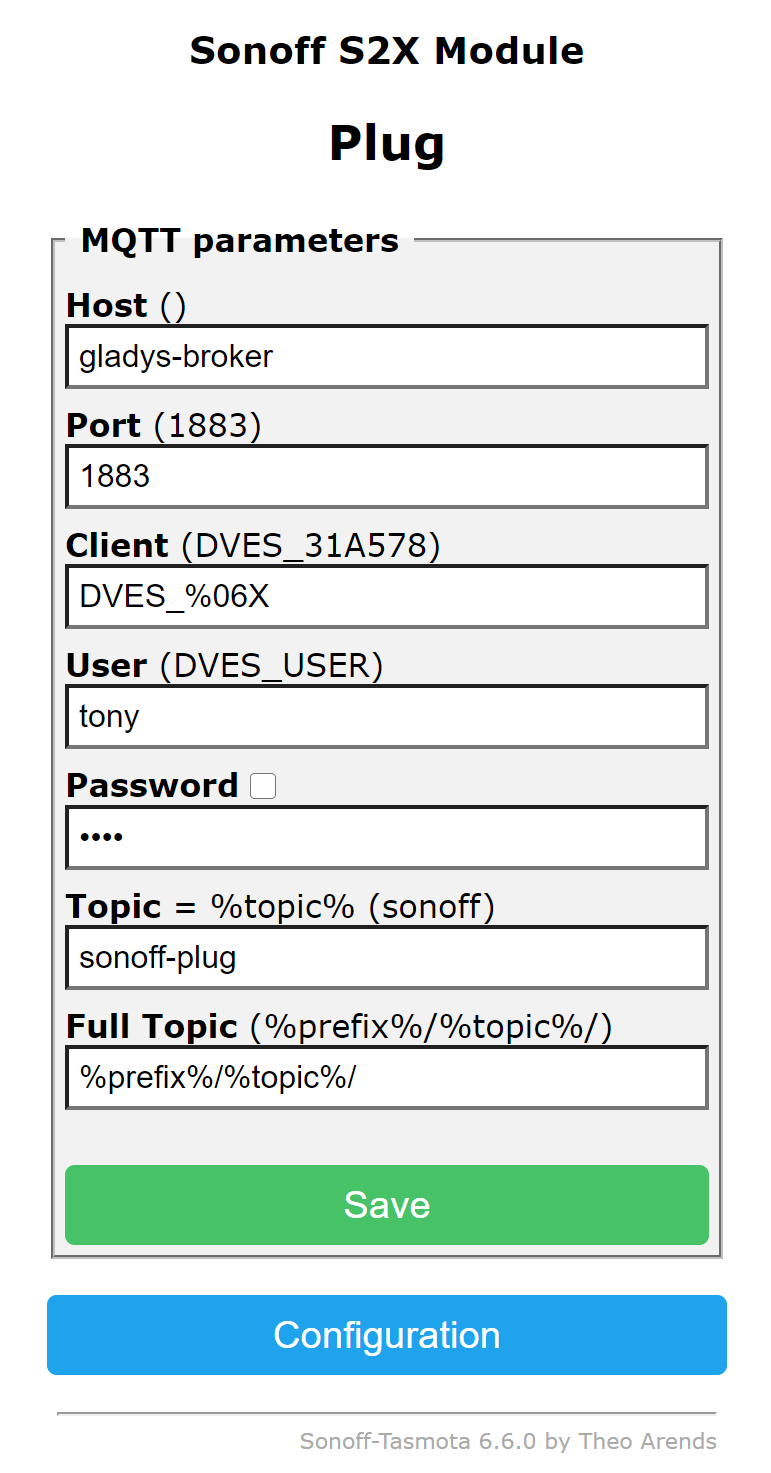 Sonoff S2X Module
Plug
MQTT parameters
Host ()
gladys-broker
Port (1883)
1883
Client (DVES_31A578)
DVES_%06X
User (DVES_USER)
tony
Password
••••
Topic = %topic% (sonoff)
sonoff-plug
Full Topic (%prefix%/%topic%/)
%prefix%/%topic%/
Save
Configuration
Sonoff-Tasmota 6.6.0 by Theo Arends